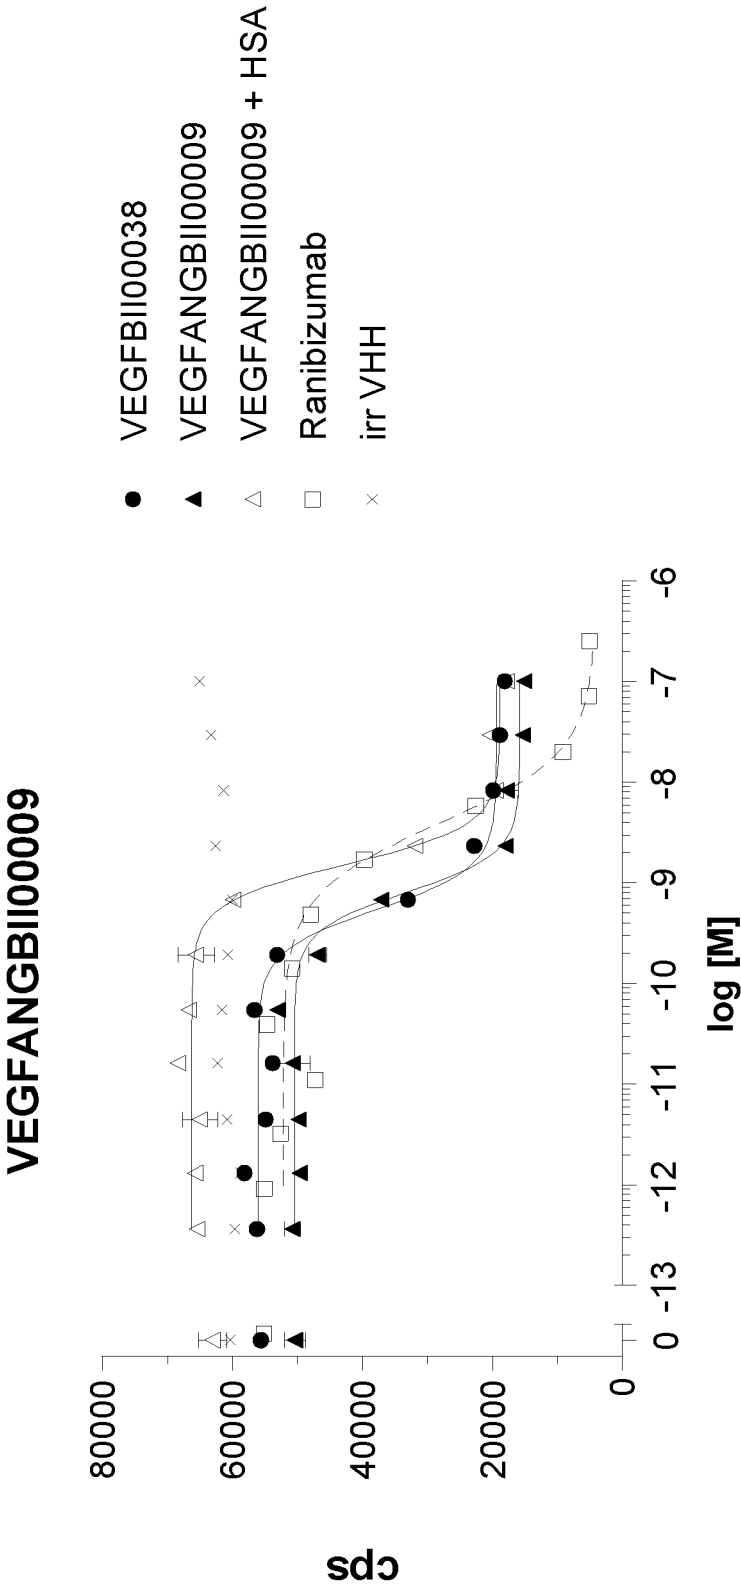 VEGFANGBII00009
80000
60000
40000
20000
0
cps
0
-13
-12
-11
-10
-9
-8
-7
-6
log [M]
VEGFBII00038
VEGFANGBII00009
VEGFANGBII00009 + HSA
Ranibizumab
irr VHH